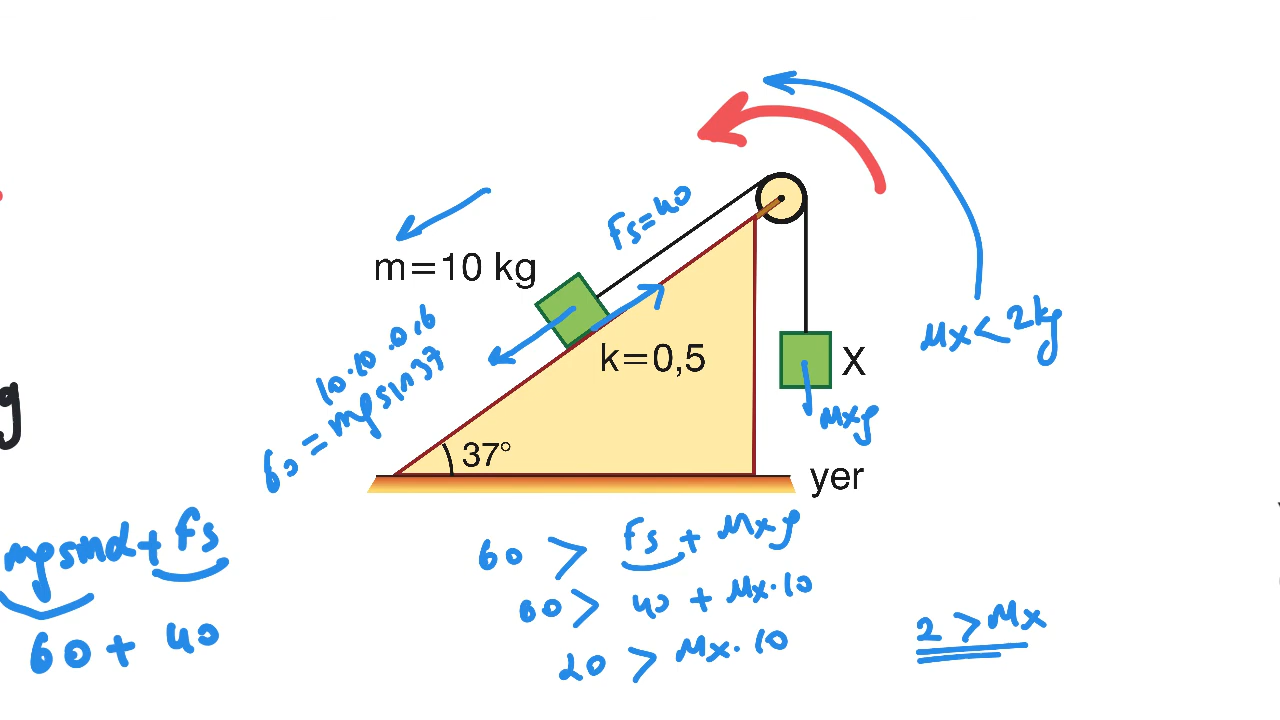 Fs=40
m=10 kg
10.10.0,6
60 = mgsin37
k=0,5
37°
X
Mx<2kg
Mxg
yer
g
mgsinα+fs
60+40
60 > fs + Mxg
60 > 40 + Mx.10
20 > Mx.10
2 > Mx